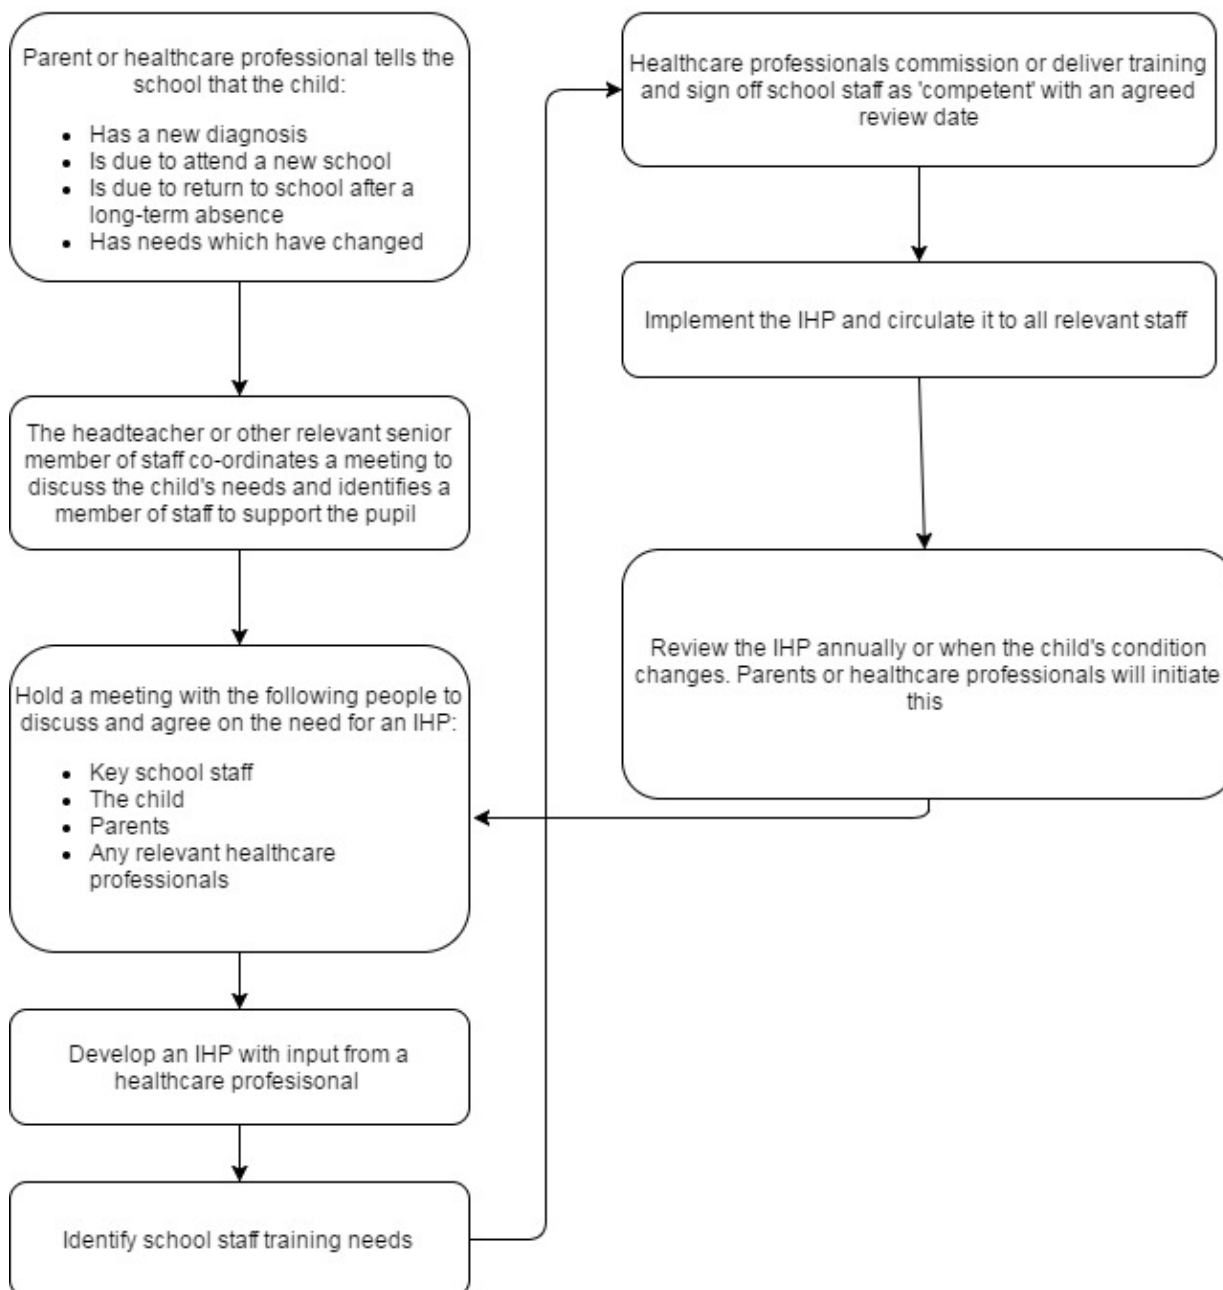 Parent or healthcare professional tells the
school that the child:
• Has a new diagnosis
• Is due to attend a new school
• Is due to return to school after a
long-term absence
• Has needs which have changed
The headteacher or other relevant senior
member of staff co-ordinates a meeting to
discuss the child's needs and identifies a
member of staff to support the pupil
Hold a meeting with the following people to
discuss and agree on the need for an IHP:
• Key school staff
• The child
• Parents
• Any relevant healthcare
professionals
Develop an IHP with input from a
healthcare profesisonal
Identify school staff training needs
Healthcare professionals commission or deliver training
and sign off school staff as 'competent' with an agreed
review date
Implement the IHP and circulate it to all relevant staff
Review the IHP annually or when the child's condition
changes. Parents or healthcare professionals will initiate
this